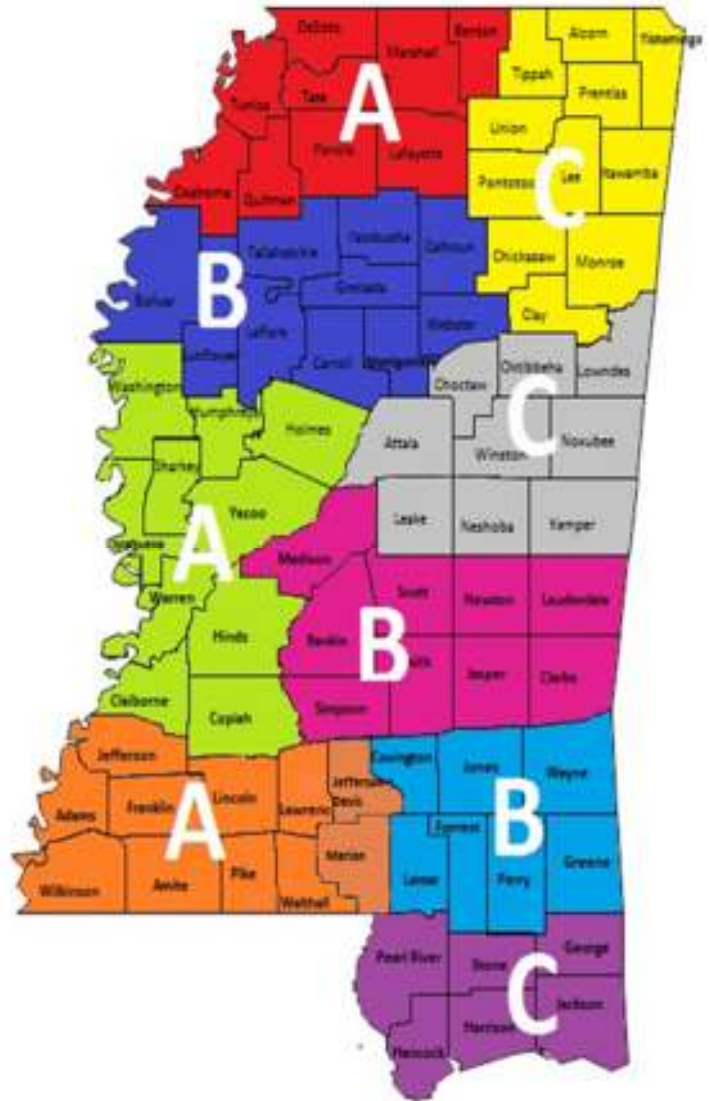 DeSoto
Marshall
Benton
Alcorn
Tishomingo
Tippah
Prentiss
Tunica
Tate
A
Union
Panola
Lafayette
Pontotoc
Lee
Itawamba
C
Coahoma
Quitman
Tallahatchie
Yalobusha
Calhoun
Chickasaw
Monroe
B
Bolivar
Grenada
Clay
Sunflower
Leflore
Carroll
Webster
Washington
Humphreys
Holmes
Choctaw
Oktibbeha
Lowndes
C
Attala
Winston
Noxubee
Sharkey
Yazoo
Leake
Neshoba
Kemper
A
Madison
Warren
Scott
Newton
Lauderdale
Hinds
Rankin
B
Jasper
Clarke
Claiborne
Copiah
Simpson
Jefferson
Covington
Jones
Wayne
Adams
Franklin
Lincoln
Lawrenc
Jefferson
Davis
A
B
Forrest
Marion
Lamar
Perry
Greene
Wilkinson
Amite
Pike
Walthall
Pearl River
Stone
George
C
Hancock
Harrison
Jackson